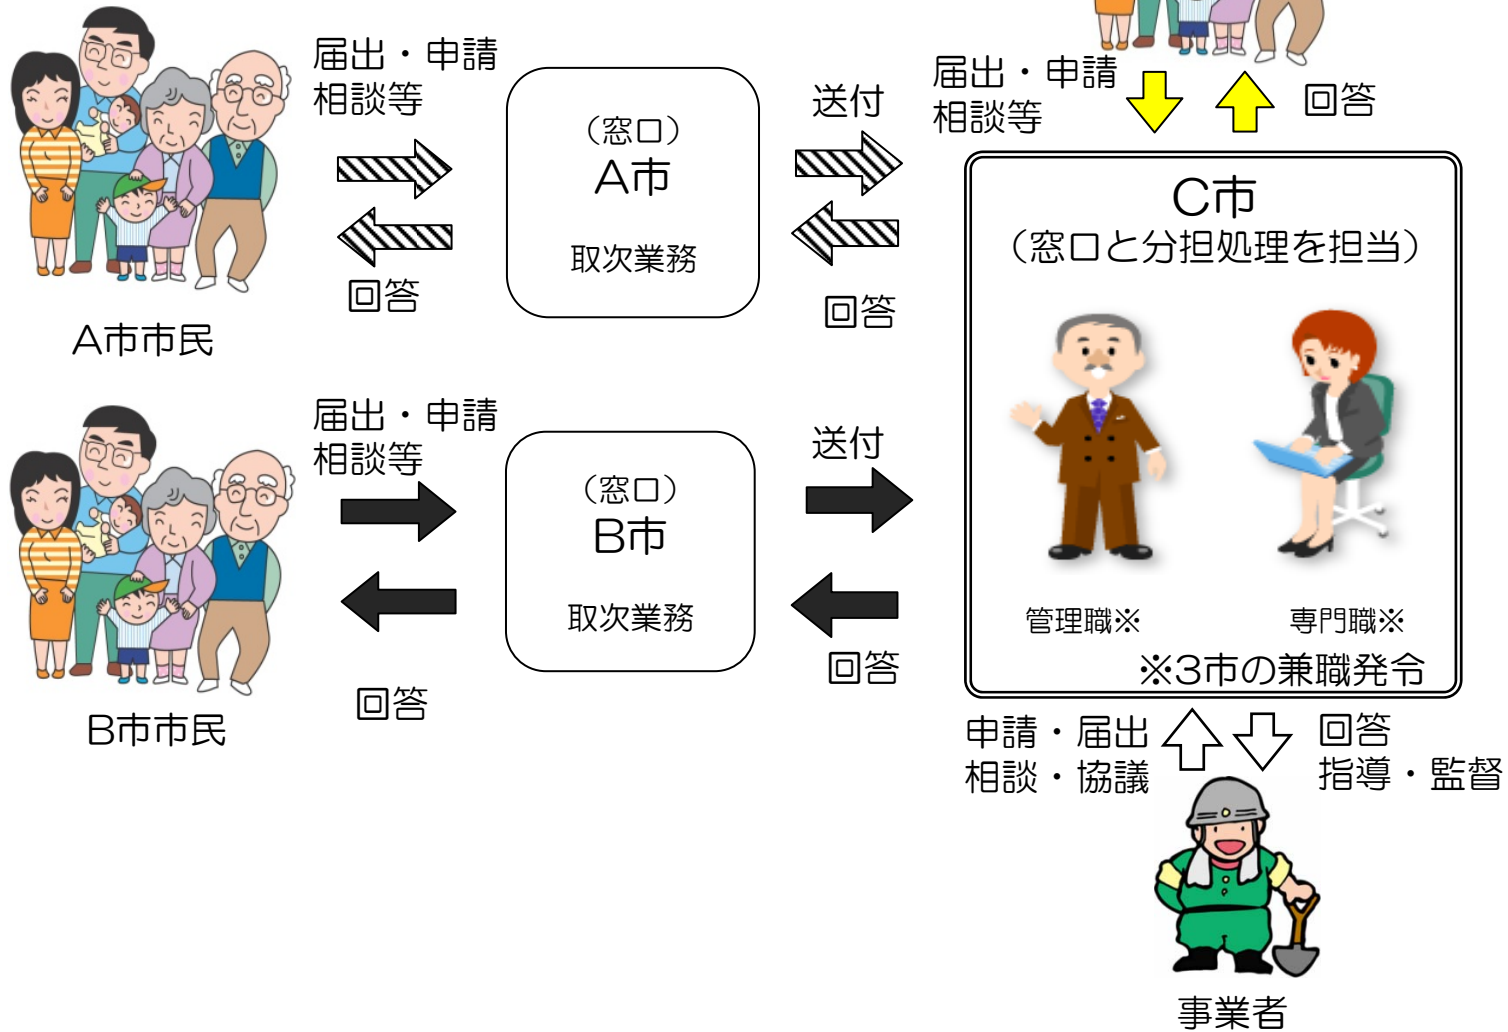 届出・申請
相談等
（窓口）
A市
取次業務
送付
回答
回答
A市市民
届出・申請
相談等
回答
C市
（窓口と分担処理を担当）
管理職※
専門職※
※3市の兼職発令
届出・申請
相談等
（窓口）
B市
取次業務
送付
回答
回答
B市市民
申請・届出
相談・協議
回答
指導・監督
事業者